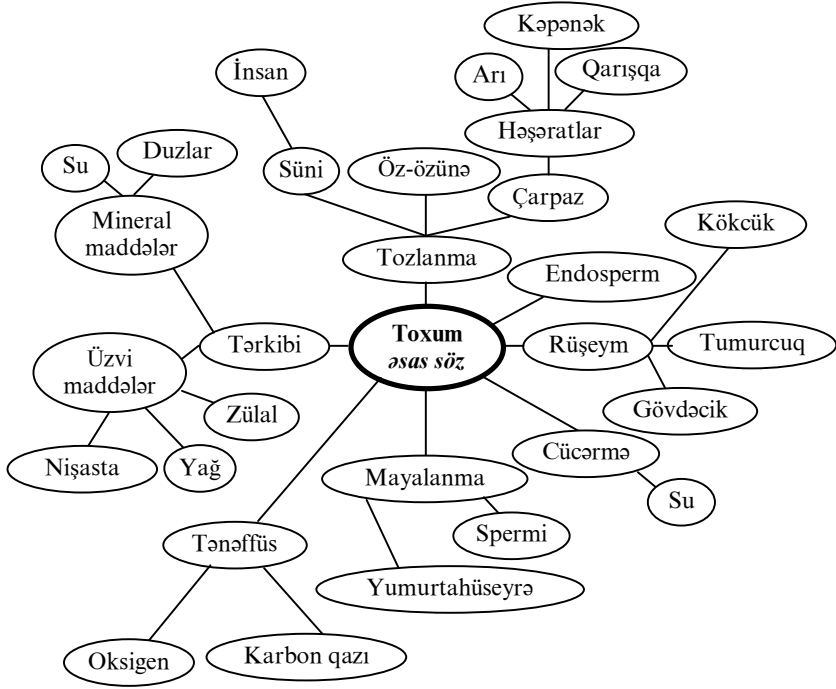 Kəpənək
İnsan
Arı
Qarışqa
Həşəratlar
Su
Duzlar
Süni
Öz-özünə
Çarpaz
Mineral
maddələr
Kökcük
Tozlanma
Endosperm
Toxum
əsas söz
Tərkibi
Rüşeym
Tumurcuq
Üzvi
maddələr
Zülal
Gövdəcik
Nişasta
Yağ
Mayalanma
Cücərmə
Su
Spermi
Tənəffüs
Yumurtahüseyrə
Oksigen
Karbon qazı